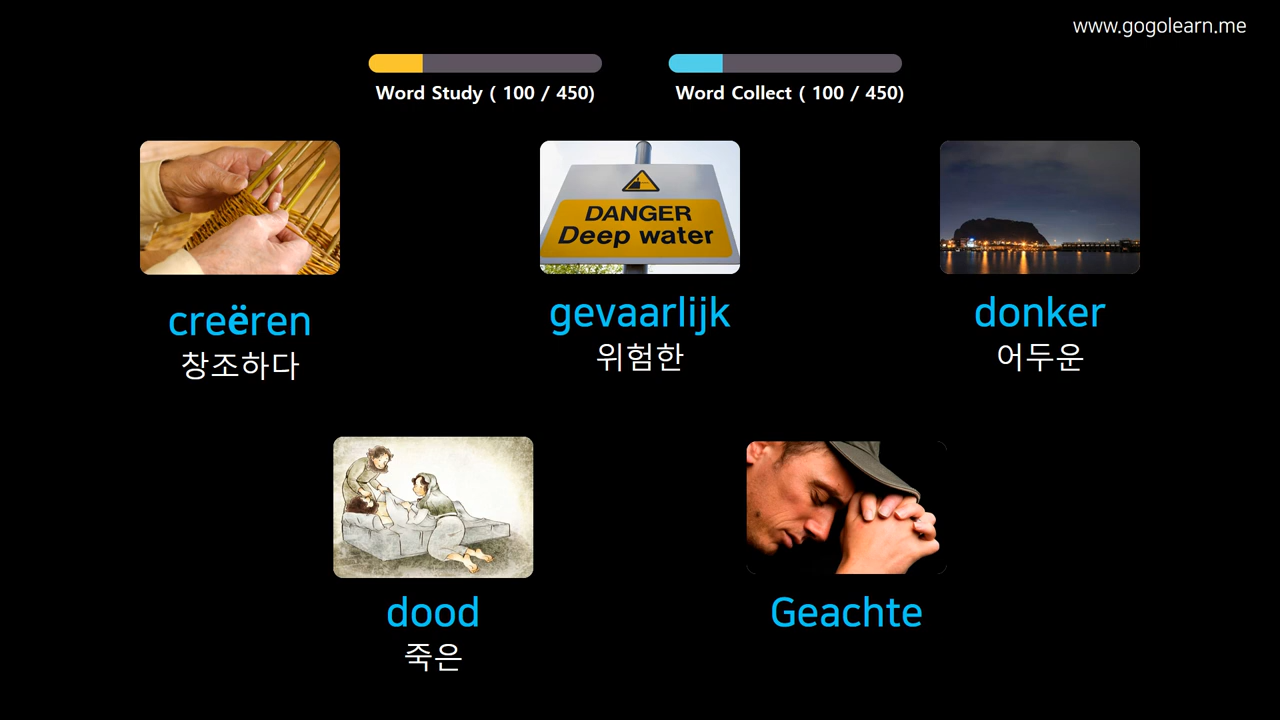 www.gogolearn.me
Word Study ( 100 / 450)
Word Collect ( 100 / 450)
DANGER
Deep water
creëren
창조하다
gevaarlijk
위험한
donker
어두운
dood
죽은
Geachte